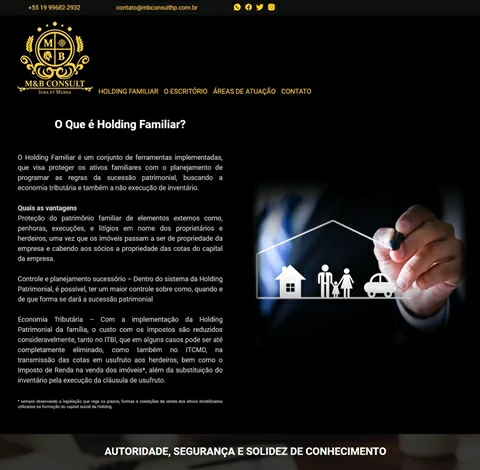 +55 19 99682-2932
contato@mbconsulthp.com.br
M B
M&B CONSULT
IURA ET MUNIA
HOLDING FAMILIAR O ESCRITÓRIO ÁREAS DE ATUAÇÃO CONTATO
O Que é Holding Familiar?
O Holding Familiar é um conjunto de ferramentas implementadas,
que visa proteger os ativos familiares com o planejamento de
programar as regras da sucessão patrimonial, buscando a
economia tributária e também a não execução de inventário.
Quais as vantagens
Proteção do patrimônio familiar de elementos externos como,
penhoras, execuções, e litígios em nome dos proprietários e
herdeiros, uma vez que os imóveis passam a ser de propriedade da
empresa e cabendo aos sócios a propriedade das cotas do capital
da empresa.
Controle e planejamento sucessório – Dentro do sistema da Holding
Patrimonial, é possível, ter um maior controle sobre como, quando e
de que forma se dará a sucessão patrimonial
Economia Tributária – Com a implementação da Holding
Patrimonial da família, o custo com os impostos são reduzidos
consideravelmente, tanto no ITBI, que em alguns casos pode ser até
completamente eliminado, como também no ITCMD, na
transmissão das cotas em usufruto aos herdeiros, bem como o
Imposto de Renda na venda dos imóveis*, além da substituição do
inventário pela execução da cláusula de usufruto.
* sempre observando a legislação que rege os prazos, formas e condições da venda dos ativos imobilizados
utilizados na formação do capital social da Holding.
AUTORIDADE, SEGURANÇA E SOLIDEZ DE CONHECIMENTO